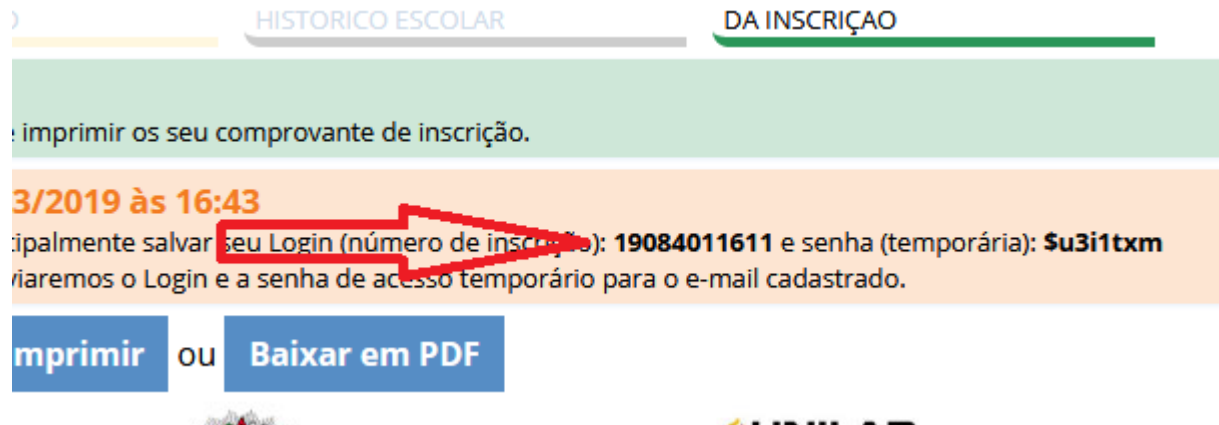 HISTORICO ESCOLAR
DA INSCRIÇAO
imprimir os seu comprovante de inscrição.
3/2019 às 16:43
cipalmente salvar seu Login (número de inscrição): 19084011611 e senha (temporária): $u3i1txm
viaremos o Login e a senha de acesso temporário para o e-mail cadastrado.
mprimir ou Baixar em PDF